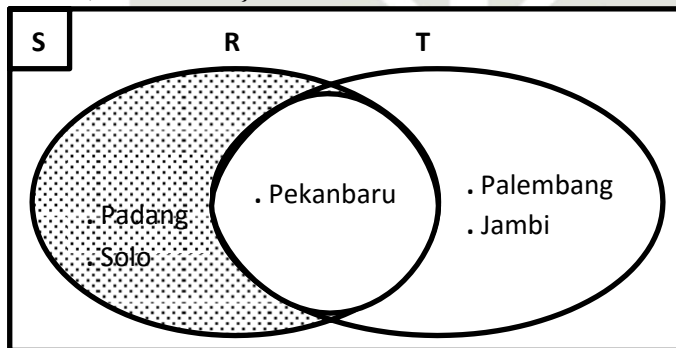 S R T
. Pekanbaru
. Palembang
. Padang
. Jambi
. Solo